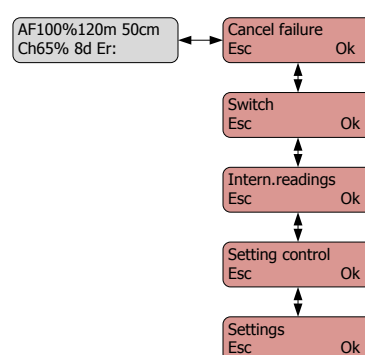 AF100%120m 50cm
Ch65% 8d Er:
Cancel failure
Esc Ok
Switch
Esc Ok
Intern.readings
Esc Ok
Setting control
Esc Ok
Settings
Esc Ok